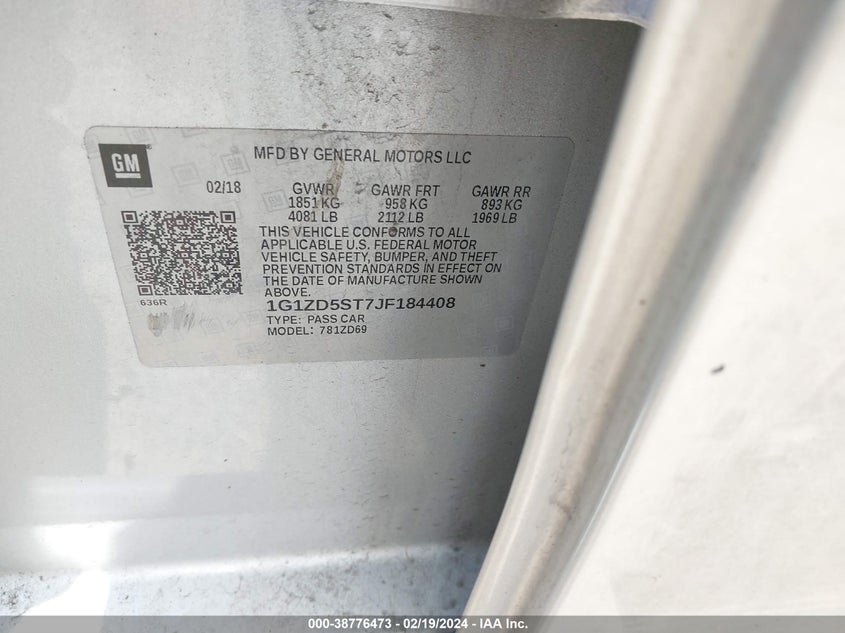 GM
MFD BY GENERAL MOTORS LLC
02/18 GVWR GAWR FRT GAWR RR
1851 KG 958 KG 893 KG
4081 LB 2112 LB 1969 LB
THIS VEHICLE CONFORMS TO ALL
APPLICABLE U.S. FEDERAL MOTOR
VEHICLE SAFETY, BUMPER, AND THEFT
PREVENTION STANDARDS IN EFFECT ON
THE DATE OF MANUFACTURE SHOWN
ABOVE.
636R
1G1ZD5ST7JF184408
TYPE: PASS CAR
MODEL: 781ZD69
000-38776473 — 02/19/2024 — IAA Inc.